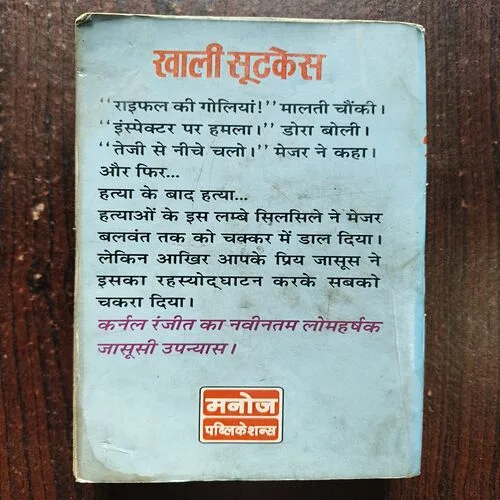 खाली सूटकेस
“राइफल की गोलियां!” मालती चौंकी।
“इंस्पेक्टर पर हमला।” डोरा बोली।
“तेजी से नीचे चलो।” मेजर ने कहा।
और फिर...
हत्या के बाद हत्या...
हत्याओं के इस लम्बे सिलसिले ने मेजर
बलवंत तक को चक्कर में डाल दिया।
लेकिन आखिर आपके प्रिय जासूस ने
इसका रहस्योद्घाटन करके सबको
चकरा दिया।
कर्नल रंजीत का नवीनतम लोमहर्षक
जासूसी उपन्यास।
मनोज
पब्लिकेशन्स